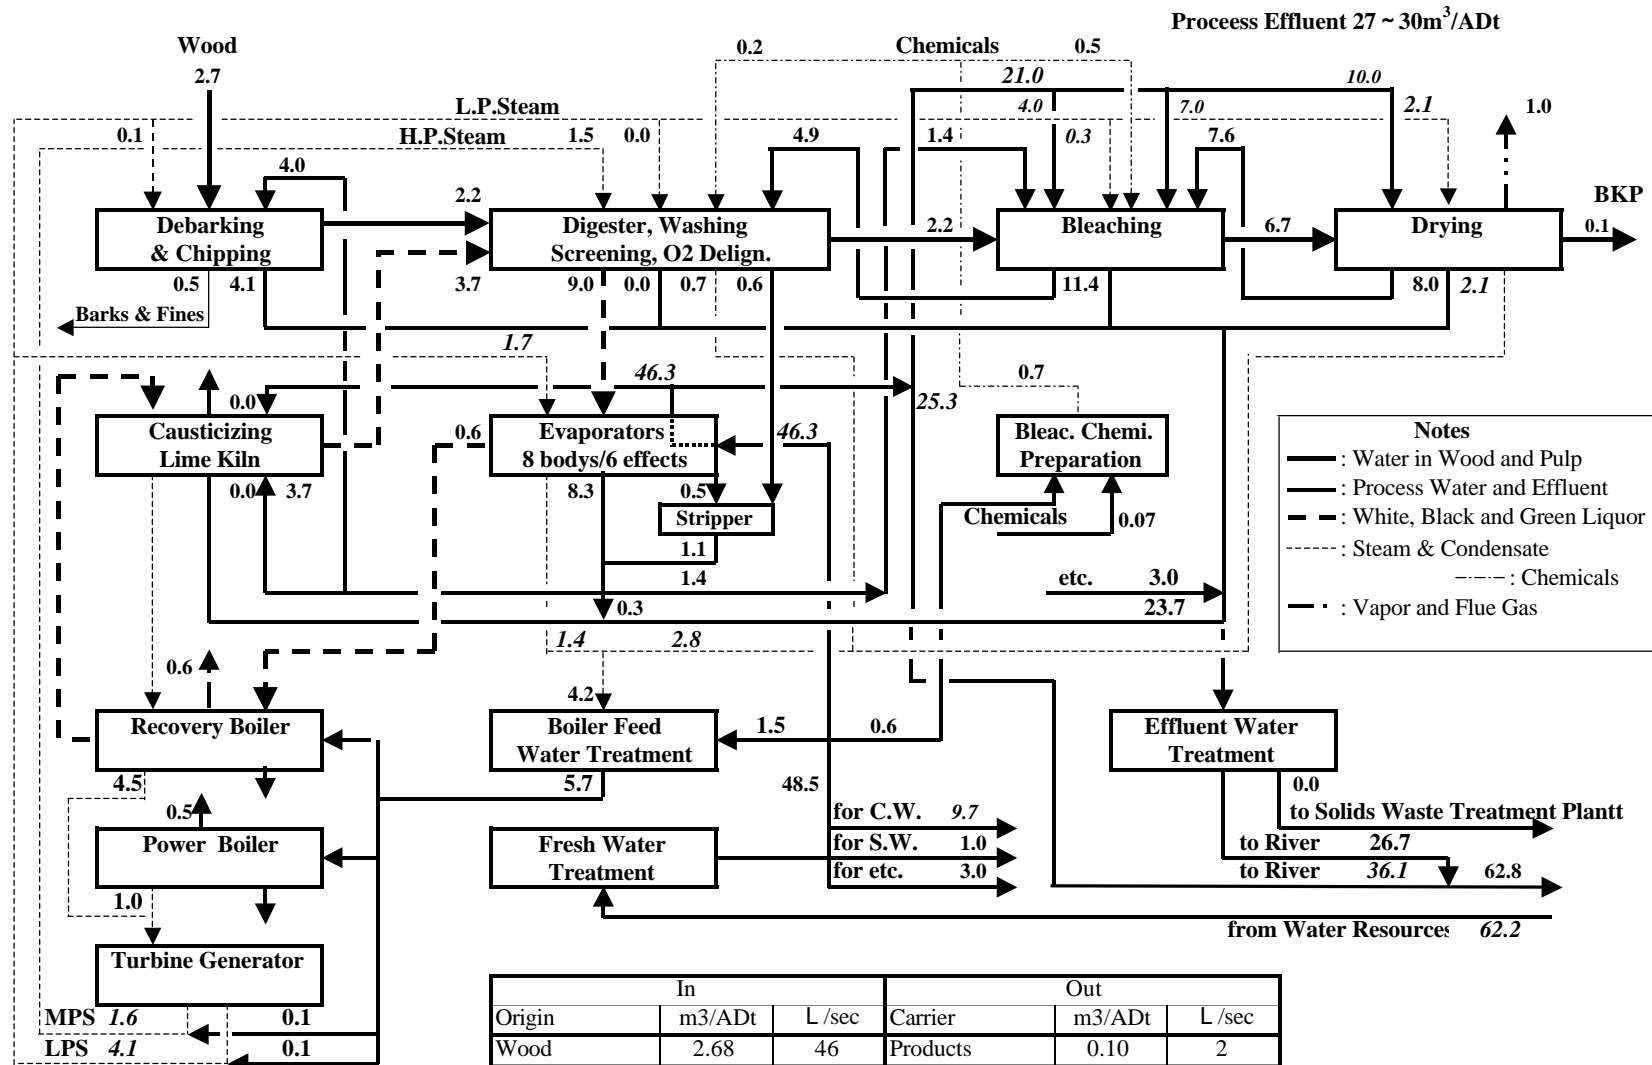 Proceess Effluent 27 ~ 30m³/ADt
Wood
2.7
0.2 Chemicals 0.5
21.0 10.0
L.P.Steam 4.0 7.0 2.1 1.0
0.1 H.P.Steam 1.5 0.0 4.9 1.4 0.3 7.6
4.0
2.2
BKP
Debarking
& Chipping
Digester, Washing
Screening, O2 Delign.
2.2
Bleaching
6.7
Drying
0.1
0.5 4.1 3.7 9.0 0.0 0.7 0.6 11.4 8.0 2.1
Barks & Fines
1.7
46.3 0.7
0.0 25.3
Causticizing
Lime Kiln
0.6
Evaporators
8 bodys/6 effects
46.3
Bleac. Chemi.
Preparation
Notes
: Water in Wood and Pulp
: Process Water and Effluent
: White, Black and Green Liquor
: Steam & Condensate
: Chemicals
: Vapor and Flue Gas
0.0 3.7 8.3 0.5
Stripper
Chemicals 0.07
1.1
1.4 etc. 3.0
0.3 23.7
1.4 2.8
0.6
4.2
Recovery Boiler
Boiler Feed
Water Treatment
1.5 0.6
Effluent Water
Treatment
4.5 5.7 48.5 0.0
0.5 for C.W. 9.7 to Solids Waste Treatment Plantt
Power Boiler
Fresh Water
Treatment
for S.W. 1.0 to River 26.7
for etc. 3.0 to River 36.1 62.8
1.0
from Water Resources 62.2
Turbine Generator
MPS 1.6 0.1
LPS 4.1 0.1
In Out
Origin m3/ADt L /sec Carrier m3/ADt L /sec
Wood 2.68 46 Products 0.10 2